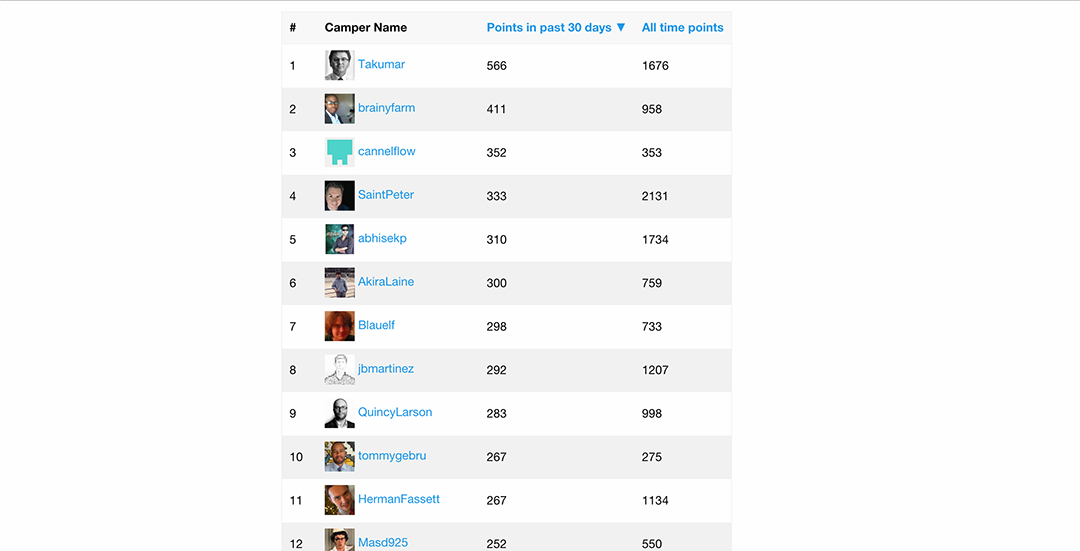 # Camper Name Points in past 30 days ▼ All time points
1 Takumar 566 1676
2 brainyfarm 411 958
3 cannelflow 352 353
4 SaintPeter 333 2131
5 abhisekp 310 1734
6 AkiraLaine 300 759
7 Blauelf 298 733
8 jbmartinez 292 1207
9 QuincyLarson 283 998
10 tommygebru 267 275
11 HermanFassett 267 1134
12 Masd925 252 550